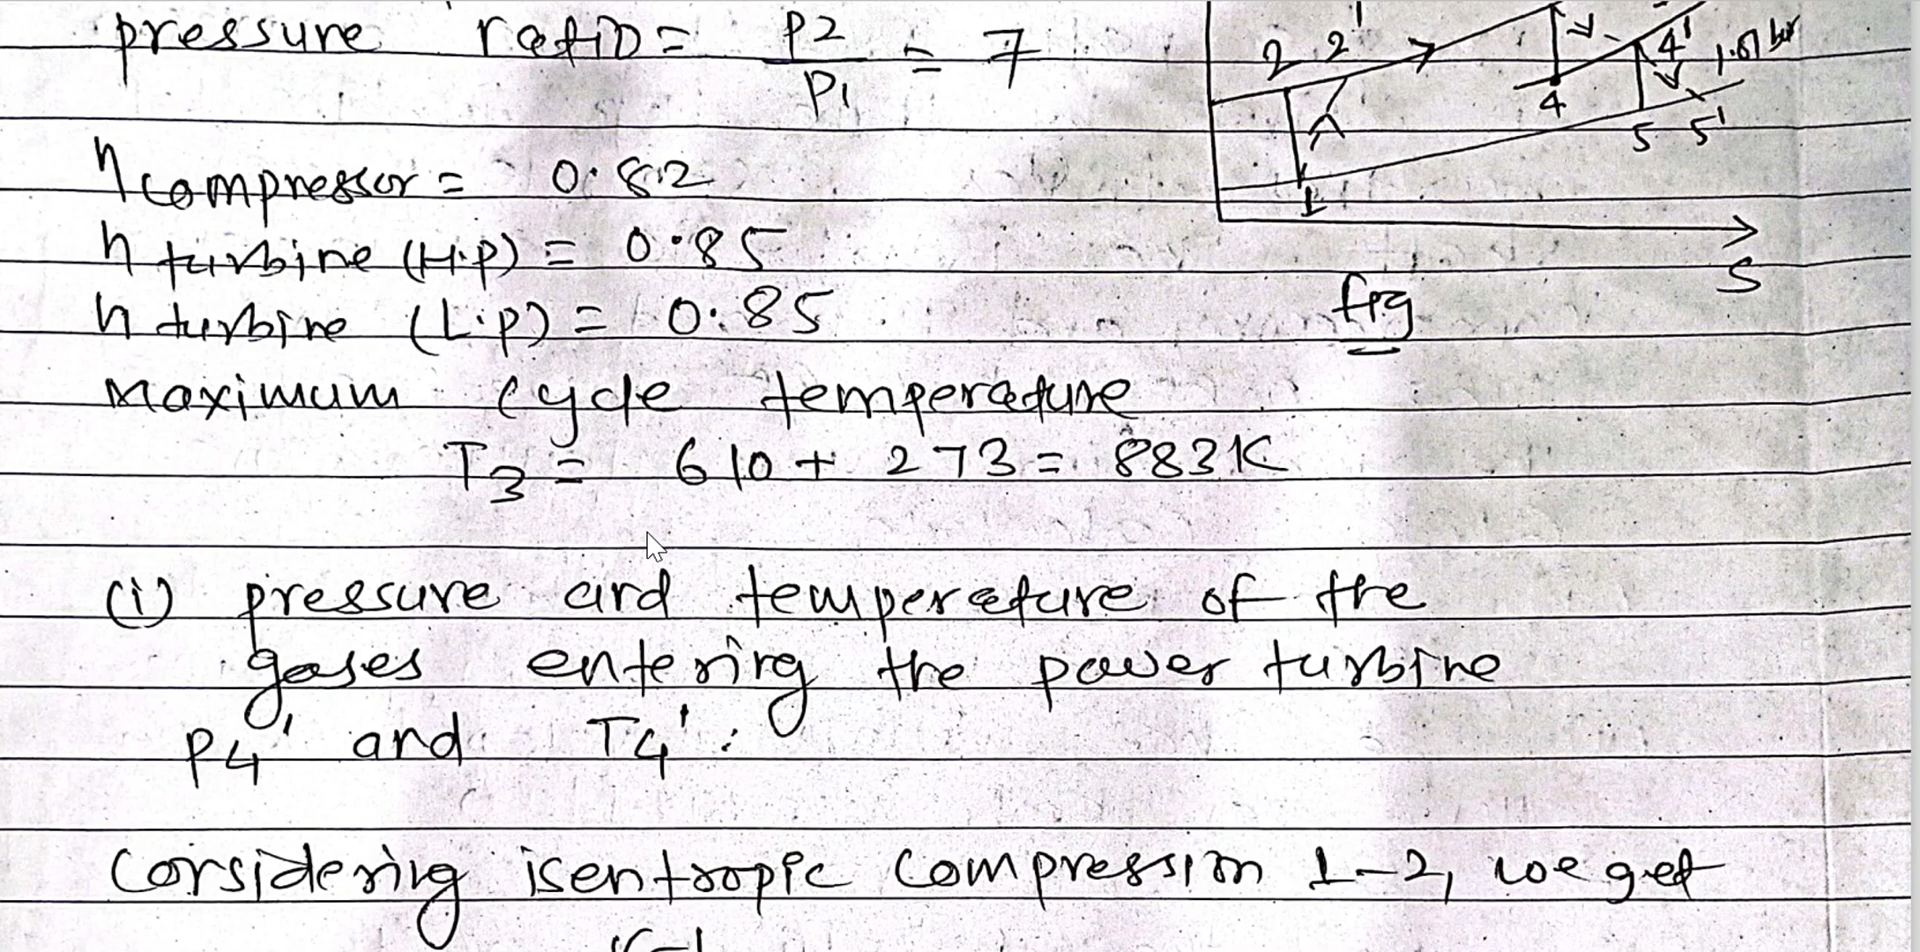 pressure ratio = P2/P1 = 7
2 2' 4' 1.01 bar
4
5 5'
1
S
fig
ηcompressor = 0.82
η turbine (H.p) = 0.85
η turbine (L.p) = 0.85
Maximum cycle temperature
T3 = 610 + 273 = 883K
(i) pressure and temperature of the
gases entering the power turbine
P4' and T4' :
Considering isentropic compression 1-2, we get